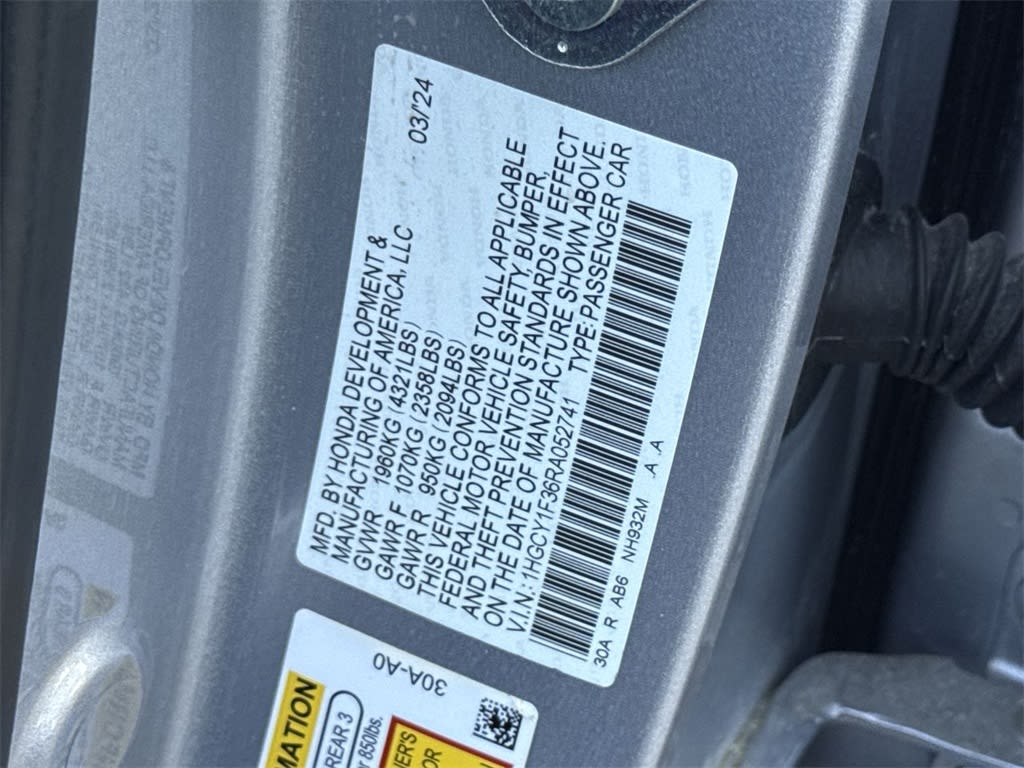 MFD. BY HONDA DEVELOPMENT &
MANUFACTURING OF AMERICA, LLC 03/'24
GVWR 1960KG (4321LBS)
GAWR F 1070KG (2358LBS)
GAWR R 950KG (2094LBS)
THIS VEHICLE CONFORMS TO ALL APPLICABLE
FEDERAL MOTOR VEHICLE SAFETY, BUMPER,
AND THEFT PREVENTION STANDARDS IN EFFECT
ON THE DATE OF MANUFACTURE SHOWN ABOVE.
V.I.N.: 1HGCY1F36RA052741 TYPE: PASSENGER CAR
30A R AB6 NH932M .A .A
30A-A0
MATION
REAR 3
850lbs.